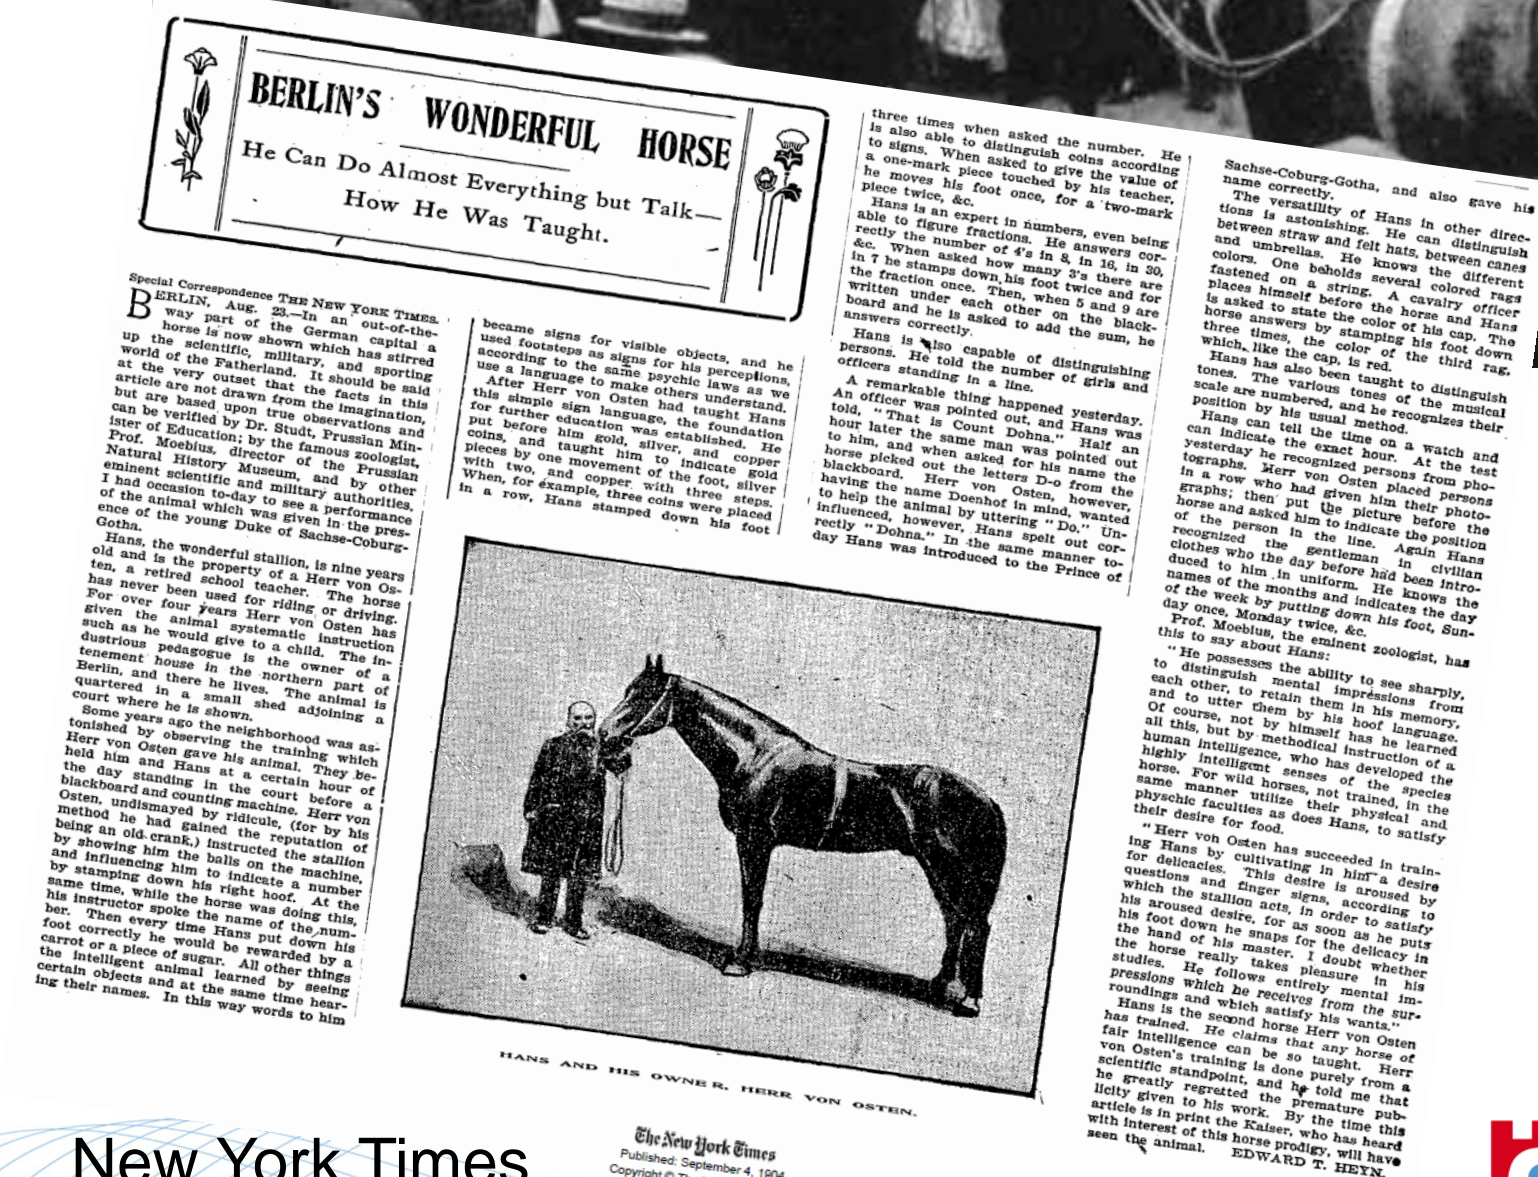 BERLIN'S WONDERFUL HORSE
He Can Do Almost Everything but Talk—
How He Was Taught.
Special Correspondence THE NEW YORK TIMES.
BERLIN, Aug. 23.—In an out-of-the-
way part of the German capital a
horse is now shown which has stirred
up the scientific, military, and sporting
world of the Fatherland. It should be said
at the very outset that the facts in this
article are not drawn from the imagination,
but are based upon true observations and
can be verified by Dr. Studt, Prussian Min-
ister of Education; by the famous zoologist,
Prof. Moebius, director of the Prussian
Natural History Museum, and by other
eminent scientific and military authorities.
I had occasion to-day to see a performance
of the animal which was given in the pres-
ence of the young Duke of Sachse-Coburg-
Gotha.
Hans, the wonderful stallion, is nine years
old and is the property of a Herr von Os-
ten, a retired school teacher. The horse
has never been used for riding or driving.
For over four years Herr von Osten has
given the animal systematic instruction
such as he would give to a child. The in-
dustrious pedagogue is the owner of a
tenement house in the northern part of
Berlin, and there he lives. The animal is
quartered in a small shed adjoining a
court where he is shown.
Some years ago the neighborhood was as-
tonished by observing the training which
Herr von Osten gave his animal. They be-
held him and Hans at a certain hour of
the day standing in the court before a
blackboard and counting machine. Herr von
Osten, undismayed by ridicule, (for by his
method he had gained the reputation of
being an old crank,) instructed the stallion
by showing him the balls on the machine,
and influencing him to indicate a number
by stamping down his right hoof. At the
same time, while the horse was doing this,
his instructor spoke the name of the num-
ber. Then every time Hans put down his
foot correctly he would be rewarded by a
carrot or a piece of sugar. All other things
the intelligent animal learned by seeing
certain objects and at the same time hear-
ing their names. In this way words to him
became signs for visible objects, and he
used footsteps as signs for his perceptions,
according to the same psychic laws as we
use a language to make others understand.
After Herr von Osten had taught Hans
this simple sign language, the foundation
for further education was established. He
put before him gold, silver, and copper
coins, and taught him to indicate gold
pieces by one movement of the foot, silver
with two, and copper with three steps.
When, for example, three coins were placed
in a row, Hans stamped down his foot
three times when asked the number. He
is also able to distinguish coins according
to signs. When asked to give the value of
a one-mark piece touched by his teacher,
he moves his foot once, for a two-mark
piece twice, &c.
Hans is an expert in numbers, even being
able to figure fractions. He answers cor-
rectly the number of 4's in 8, in 16, in 30,
&c. When asked how many 3's there are
in 7 he stamps down his foot twice and for
the fraction once. Then, when 5 and 9 are
written under each other on the black-
board and he is asked to add the sum, he
answers correctly.
Hans is also capable of distinguishing
persons. He told the number of girls and
officers standing in a line.
A remarkable thing happened yesterday.
An officer was pointed out, and Hans was
told, "That is Count Dohna." Half an
hour later the same man was pointed out
to him, and when asked for his name the
horse picked out the letters D-o from the
blackboard. Herr von Osten, however,
having the name Doenhof in mind, wanted
to help the animal by uttering "Do." Un-
influenced, however, Hans spelt out cor-
rectly "Dohna." In the same manner to-
day Hans was introduced to the Prince of
Sachse-Coburg-Gotha, and also gave his
name correctly.
The versatility of Hans in other direc-
tions is astonishing. He can distinguish
between straw and felt hats, between canes
and umbrellas. He knows the different
colors. One beholds several colored rags
fastened on a string. A cavalry officer
places himself before the horse and Hans
is asked to state the color of his cap. The
horse answers by stamping his foot down
three times, the color of the third rag,
which, like the cap, is red.
Hans has also been taught to distinguish
tones. The various tones of the musical
scale are numbered, and he recognizes their
position by his usual method.
Hans can tell the time on a watch and
can indicate the exact hour. At the test
yesterday he recognized persons from pho-
tographs. Herr von Osten placed persons
in a row who had given him their photo-
graphs; then put the picture before the
horse and asked him to indicate the position
of the person in the line. Again Hans
recognized the gentleman in civilian
clothes who the day before had been intro-
duced to him in uniform. He knows the
names of the months and indicates the day
of the week by putting down his foot, Sun-
day once, Monday twice, &c.
Prof. Moebius, the eminent zoologist, has
this to say about Hans:
"He possesses the ability to see sharply,
to distinguish mental impressions from
each other, to retain them in his memory,
and to utter them by his hoof language.
Of course, not by himself has he learned
all this, but by methodical instruction of a
human intelligence, who has developed the
highly intelligent senses of the species
horse. For wild horses, not trained, in the
same manner utilize their physical and
physchic faculties as does Hans, to satisfy
their desire for food.
"Herr von Osten has succeeded in train-
ing Hans by cultivating in him a desire
for delicacies. This desire is aroused by
questions and finger signs, according to
which the stallion acts, in order to satisfy
his aroused desire, for as soon as he puts
his foot down he snaps for the delicacy in
the hand of his master. I doubt whether
the horse really takes pleasure in his
studies. He follows entirely mental im-
pressions which he receives from the sur-
roundings and which satisfy his wants."
Hans is the second horse Herr von Osten
has trained. He claims that any horse of
fair intelligence can be so taught. Herr
von Osten's training is done purely from a
scientific standpoint, and he told me that
he greatly regretted the premature pub-
licity given to his work. By the time this
article is in print the Kaiser, who has heard
with interest of this horse prodigy, will have
seen the animal. EDWARD T. HEYN.
HANS AND HIS OWNER, HERR VON OSTEN.
The New York Times
Published: September 4, 1904
Copyright ©
New York Times